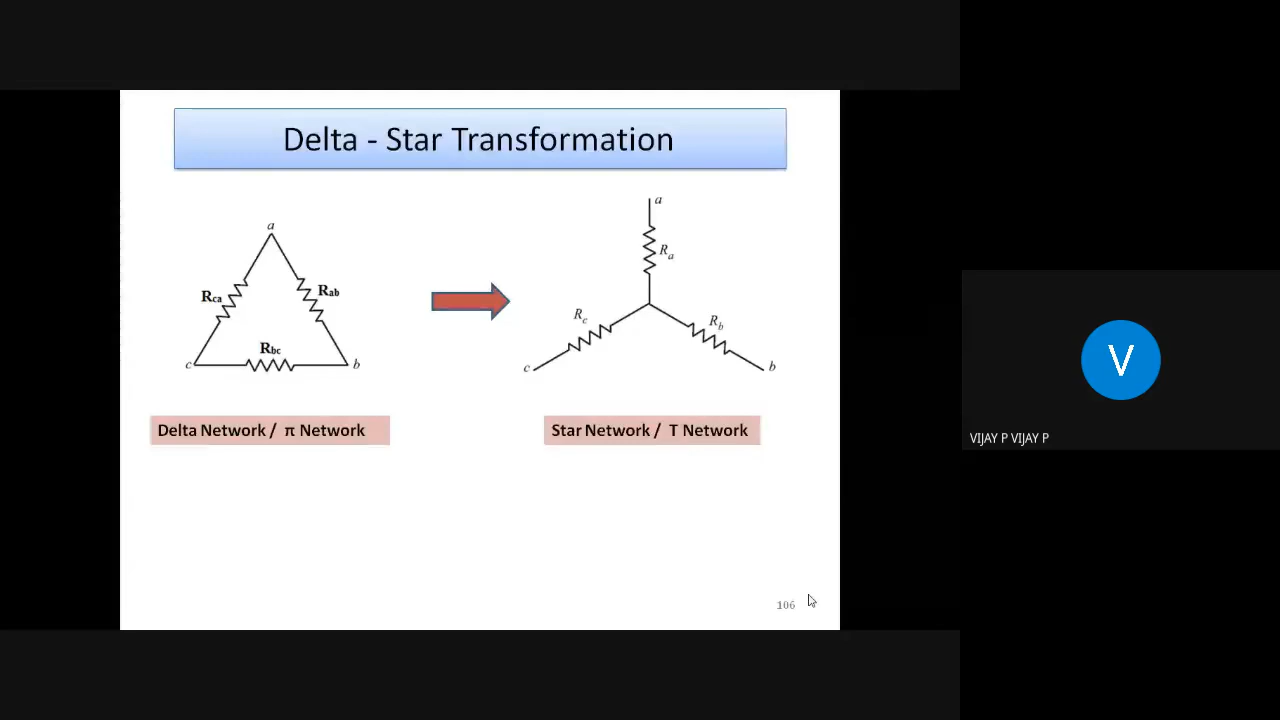 Delta - Star Transformation
a
Rca
Rab
Rbc
c
b
a
Ra
Rc
Rb
c
b
Delta Network / π Network
Star Network / T Network
106
V
VIJAY P VIJAY P